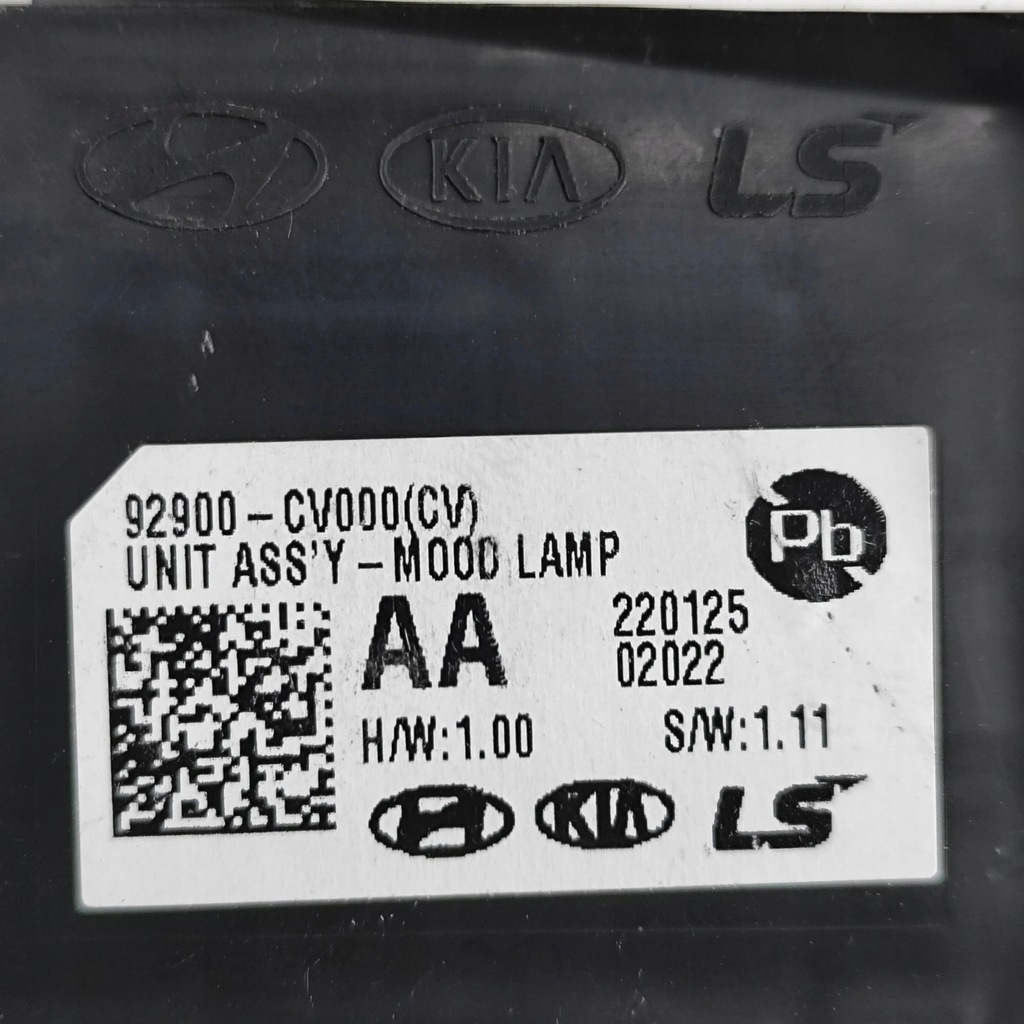 KIA LS
92900-CV000(CV)
UNIT ASS'Y-MOOD LAMP
Pb
AA
220125
02022
H/W:1.00 S/W:1.11
KIA LS